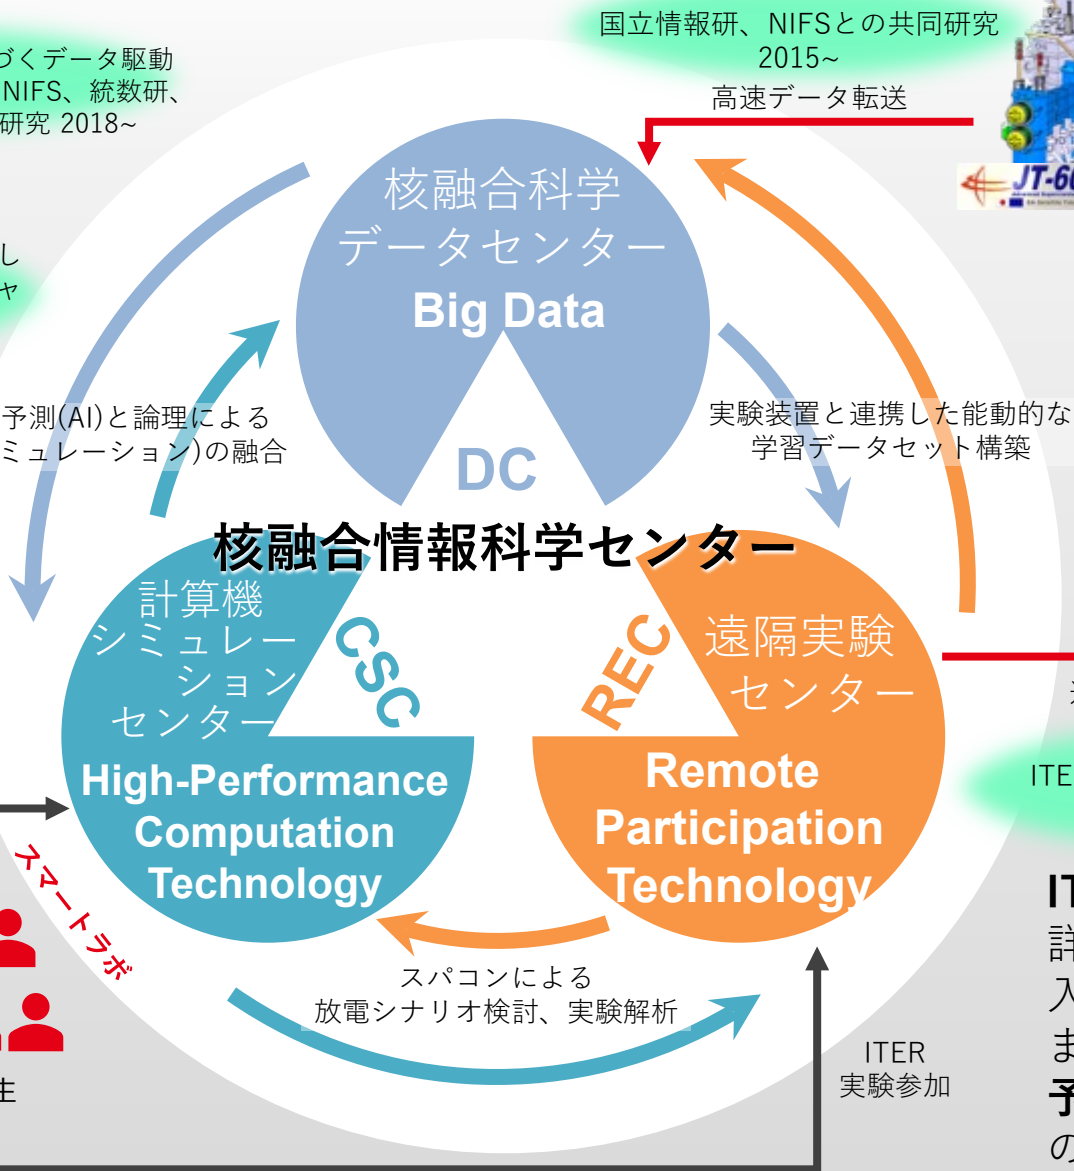 国立情報研、NIFSとの共同研究
2015~
高速データ転送
づくデータ駆動
NIFS、統数研、
研究 2018~
JT-60
し
ャ
核融合科学
データセンター
Big Data
DC
予測(AI)と論理による
ミュレーション)の融合
実験装置と連携した能動的な
学習データセット構築
核融合情報科学センター
計算機
シミュレー
ション
センター
CSC
High-Performance
Computation
Technology
REC
遠隔実験
センター
Remote
Participation
Technology
ITE
スマートラボ
生
スパコンによる
放電シナリオ検討、実験解析
ITER
実験参加
IT
詳
入
ま
予
の